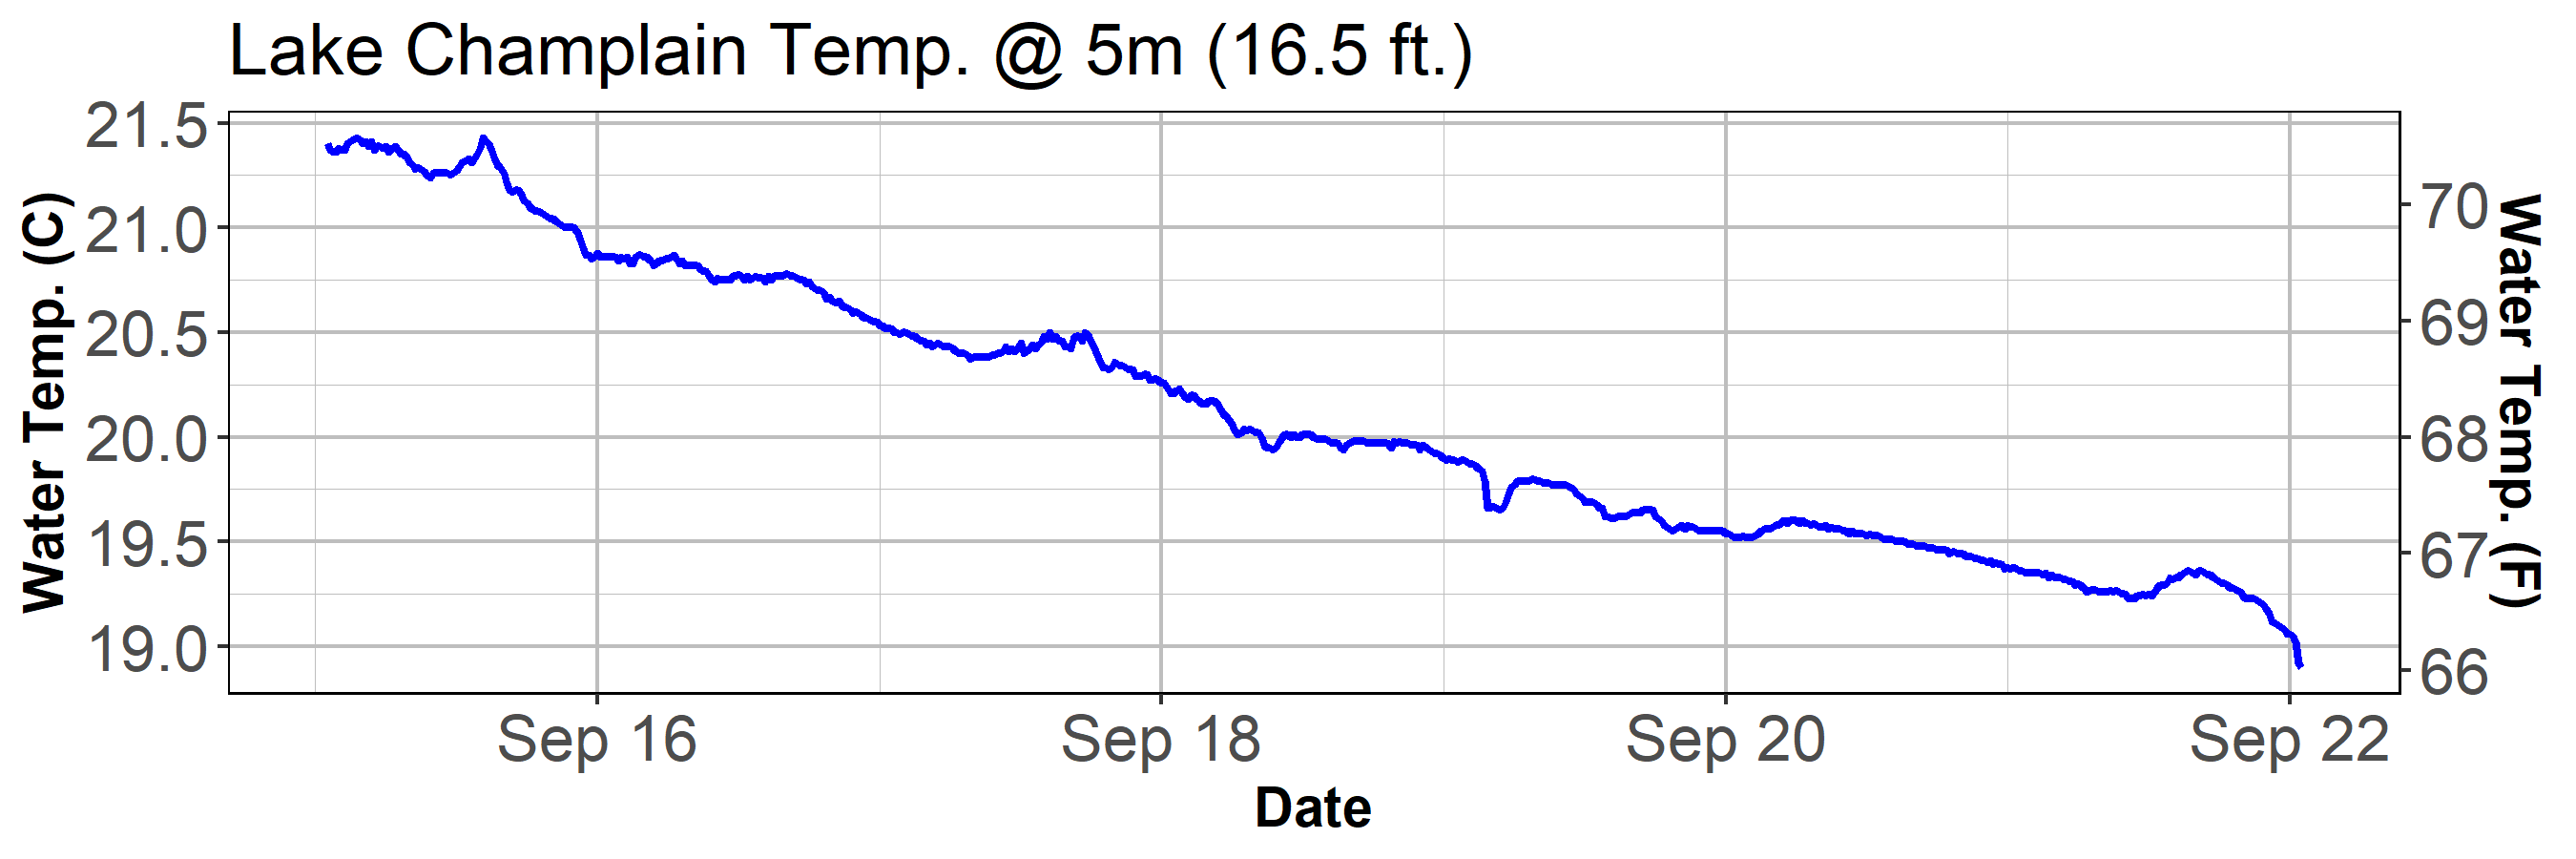 Lake Champlain Temp. @ 5m (16.5 ft.)
Water Temp. (C)
21.5
21.0
20.5
20.0
19.5
19.0
70
69
68
67
66
Water Temp. (F)
Sep 16 Sep 18 Sep 20 Sep 22
Date